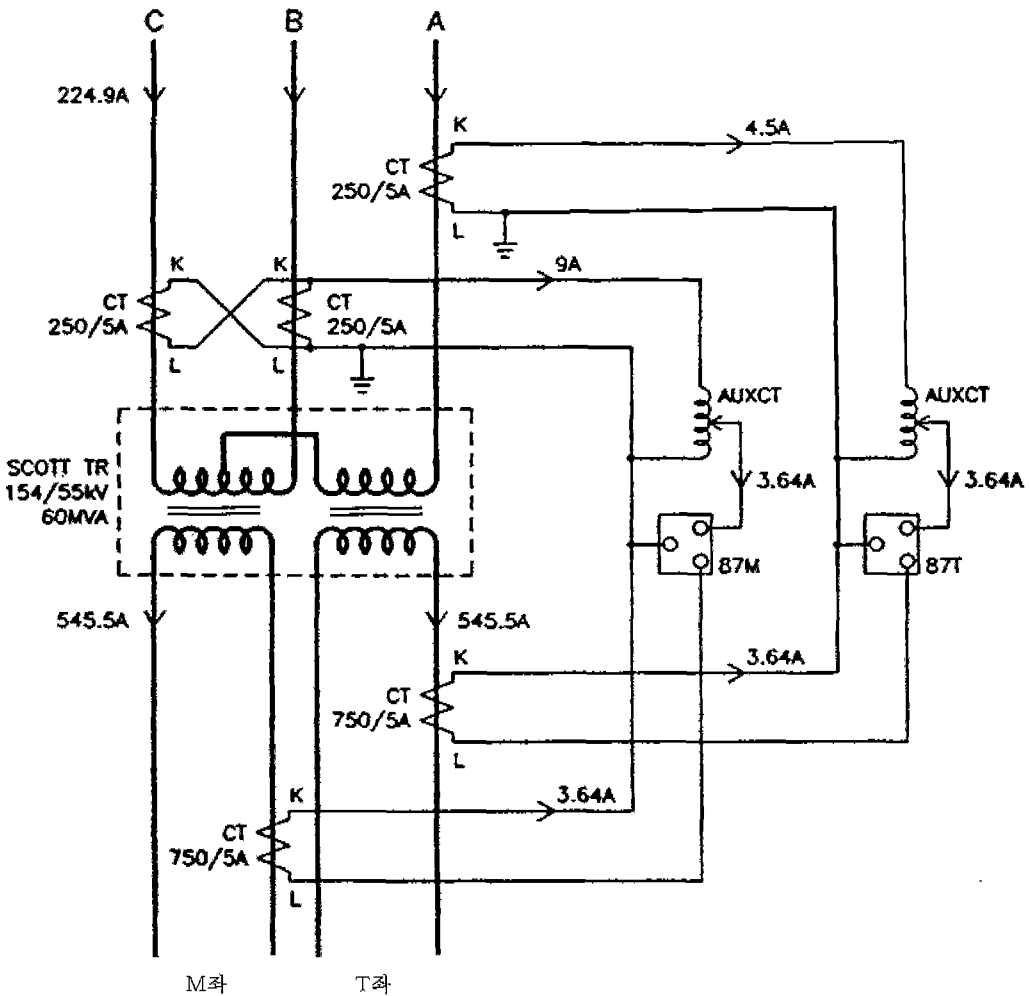 C
B
A
224.9A
K
4.5A
CT
250/5A
L
K
K
9A
CT
250/5A
CT
250/5A
L
L
AUXCT
AUXCT
SCOTT TR
154/55kV
60MVA
3.64A
3.64A
87M
87T
545.5A
545.5A
K
3.64A
CT
750/5A
L
K
3.64A
CT
750/5A
L
M좌
T좌